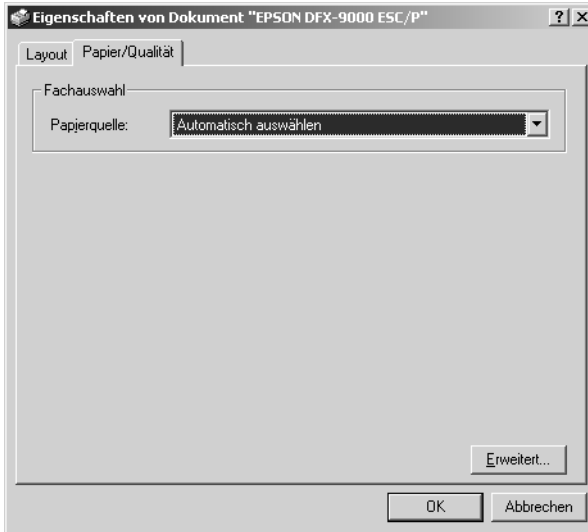 Eigenschaften von Dokument "EPSON DFX-9000 ESC/P"
Layout Papier/Qualität
Fachauswahl
Papierquelle: Automatisch auswählen
Erweitert...
OK Abbrechen